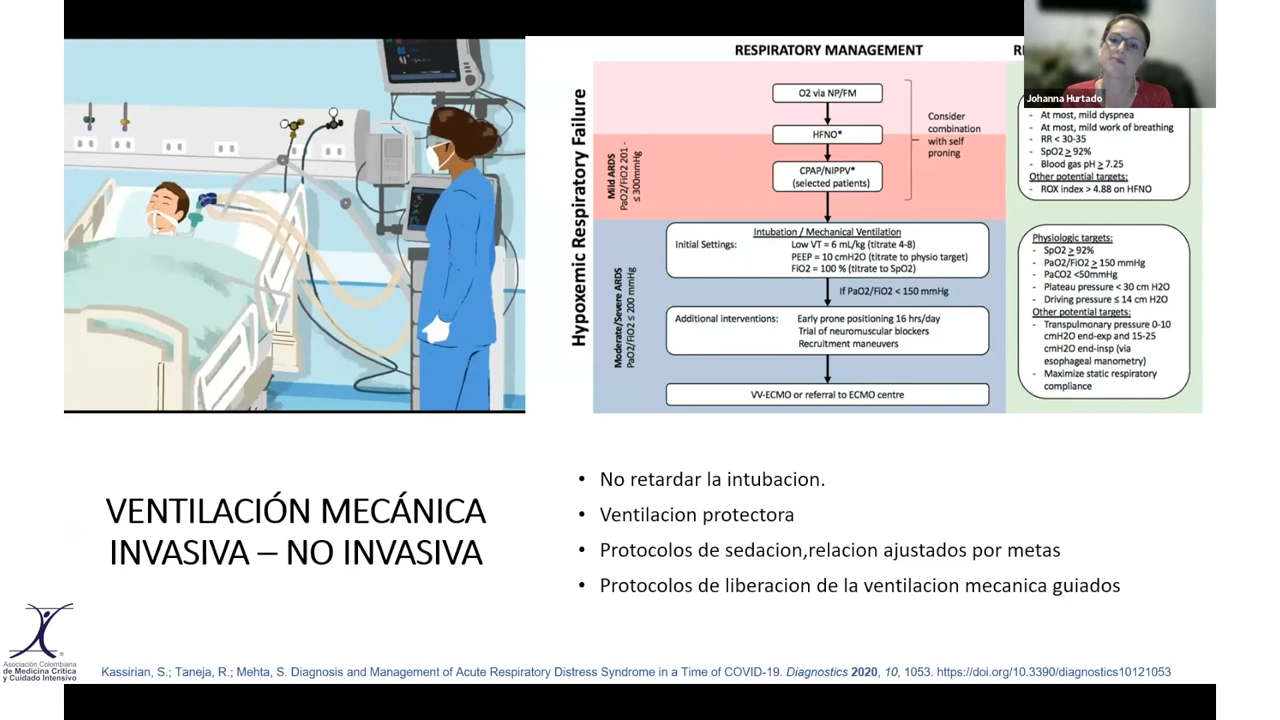 RESPIRATORY MANAGEMENT
Johanna Hurtado
Hypoxemic Respiratory Failure
Mild ARDS
PaO2/FiO2 201 -
≤ 300mmHg
Moderate/Severe ARDS
PaO2/FiO2 ≤ 200 mmHg
O2 via NP/FM
HFNO*
CPAP/NIPPV*
(selected patients)
Consider
combination
with self
proning
Intubation / Mechanical Ventilation
Initial Settings:
Low VT = 6 mL/kg (titrate 4-8)
PEEP = 10 cmH2O (titrate to physio target)
FiO2 = 100 % (titrate to SpO2)
If PaO2/FiO2 < 150 mmHg
Additional interventions:
Early prone positioning 16 hrs/day
Trial of neuromuscular blockers
Recruitment maneuvers
VV-ECMO or referral to ECMO centre
- At most, mild dyspnea
- At most, mild work of breathing
- RR < 30-35
- SpO2 ≥ 92%
- Blood gas pH ≥ 7.25
Other potential targets:
- ROX index > 4.88 on HFNO
Physiologic targets:
- SpO2 ≥ 92%
- PaO2/FiO2 ≥ 150 mmHg
- PaCO2 <50mmHg
- Plateau pressure < 30 cm H2O
- Driving pressure ≤ 14 cm H2O
Other potential targets:
- Transpulmonary pressure 0-10
cmH2O end-exp and 15-25
cmH2O end-insp (via
esophageal manometry)
- Maximize static respiratory
compliance
VENTILACIÓN MECÁNICA
INVASIVA – NO INVASIVA
• No retardar la intubacion.
• Ventilacion protectora
• Protocolos de sedacion,relacion ajustados por metas
• Protocolos de liberacion de la ventilacion mecanica guiados
Asociación Colombiana
de Medicina Crítica
y Cuidado Intensivo
Kassirian, S.; Taneja, R.; Mehta, S. Diagnosis and Management of Acute Respiratory Distress Syndrome in a Time of COVID-19. Diagnostics 2020, 10, 1053. https://doi.org/10.3390/diagnostics10121053